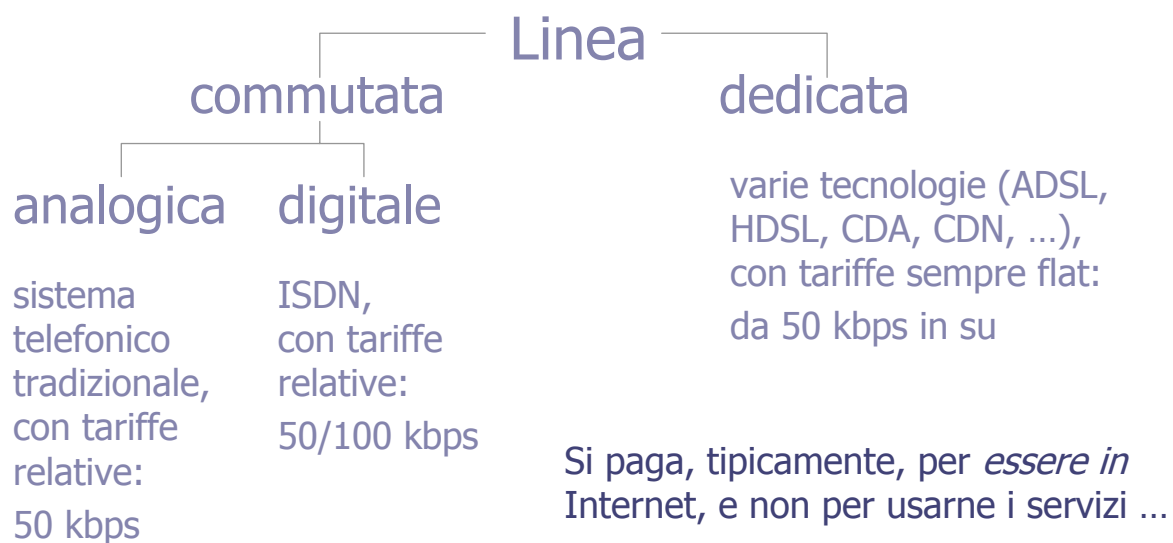 Linea
commutata
dedicata
analogica
sistema
telefonico
tradizionale,
con tariffe
relative:
50 kbps
digitale
ISDN,
con tariffe
relative:
50/100 kbps
varie tecnologie (ADSL,
HDSL, CDA, CDN, …),
con tariffe sempre flat:
da 50 kbps in su
Si paga, tipicamente, per essere in
Internet, e non per usarne i servizi …